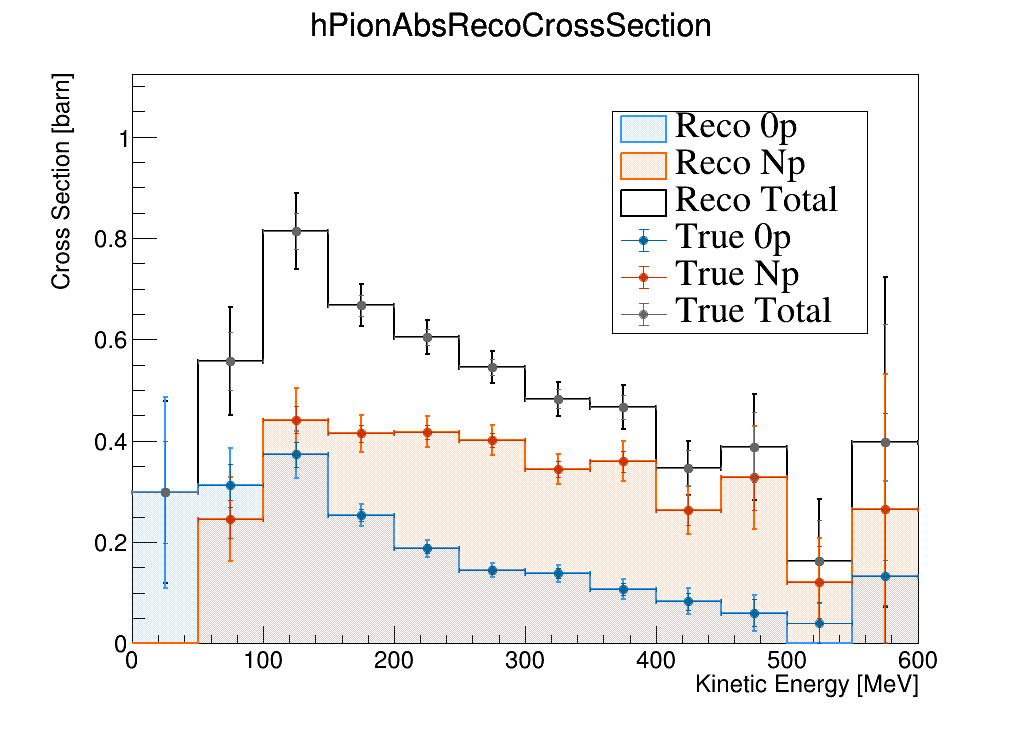 hPionAbsRecoCrossSection
Cross Section [barn]
1
0.8
0.6
0.4
0.2
0
Reco 0p
Reco Np
Reco Total
True 0p
True Np
True Total
0 100 200 300 400 500 600
Kinetic Energy [MeV]